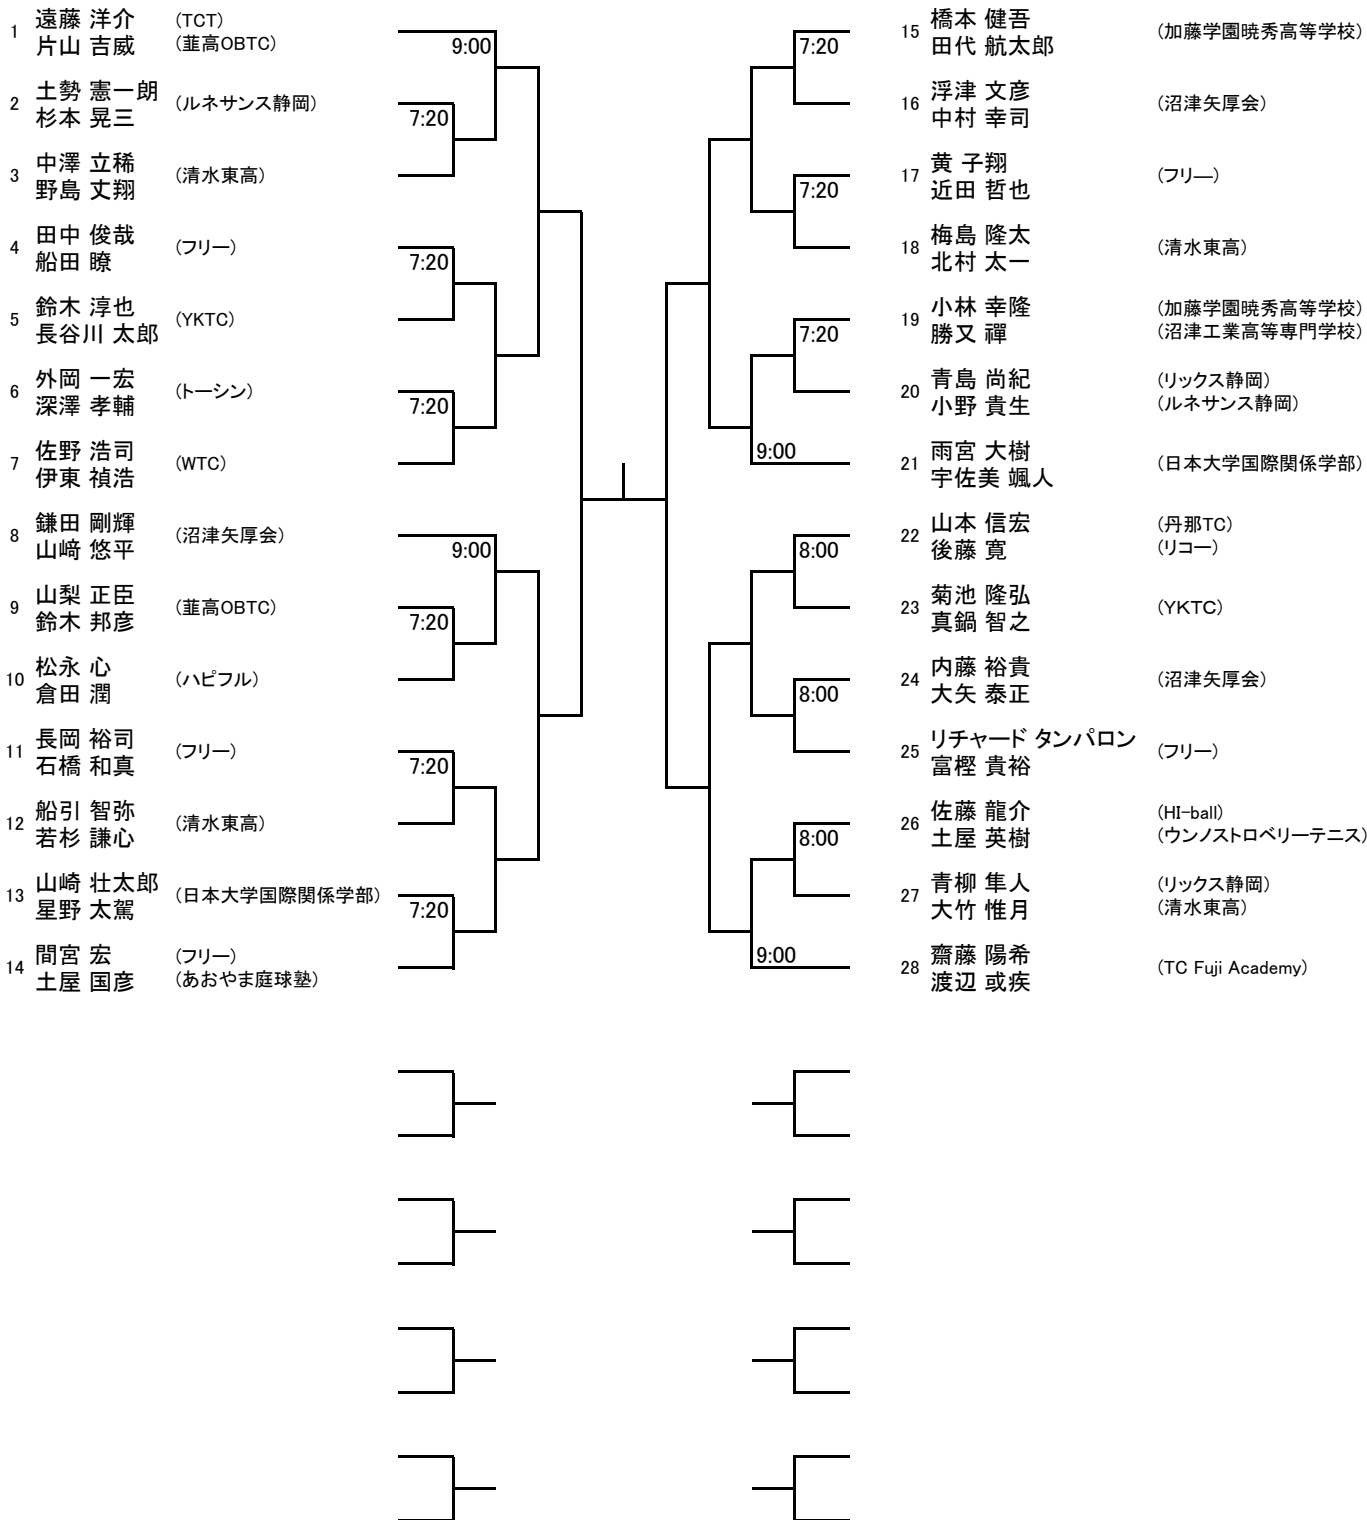 1 遠藤 洋介 (TCT)
片山 吉威 (韮高OBTC)
9:00
2 土勢 憲一朗 (ルネサンス静岡)
杉本 晃三
7:20
3 中澤 立稀 (清水東高)
野島 丈翔
4 田中 俊哉 (フリー)
船田 瞭
7:20
5 鈴木 淳也 (YKTC)
長谷川 太郎
6 外岡 一宏 (トーシン)
深澤 孝輔
7:20
7 佐野 浩司 (WTC)
伊東 禎浩
8 鎌田 剛輝 (沼津矢厚会)
山﨑 悠平
9:00
9 山梨 正臣 (韮高OBTC)
鈴木 邦彦
7:20
10 松永 心 (ハピフル)
倉田 潤
11 長岡 裕司 (フリー)
石橋 和真
7:20
12 船引 智弥 (清水東高)
若杉 謙心
13 山崎 壮太郎 (日本大学国際関係学部)
星野 太駕
7:20
14 間宮 宏 (フリー)
土屋 国彦 (あおやま庭球塾)
15 橋本 健吾 (加藤学園暁秀高等学校)
田代 航太郎
7:20
16 浮津 文彦 (沼津矢厚会)
中村 幸司
17 黄 子翔 (フリー)
近田 哲也
7:20
18 梅島 隆太 (清水東高)
北村 太一
19 小林 幸隆 (加藤学園暁秀高等学校)
勝又 禪 (沼津工業高等専門学校)
7:20
20 青島 尚紀 (リックス静岡)
小野 貴生 (ルネサンス静岡)
9:00
21 雨宮 大樹 (日本大学国際関係学部)
宇佐美 颯人
22 山本 信宏 (丹那TC)
後藤 寛 (リコー)
8:00
23 菊池 隆弘 (YKTC)
真鍋 智之
24 内藤 裕貴 (沼津矢厚会)
大矢 泰正
8:00
25 リチャード タンパロン (フリー)
富樫 貴裕
26 佐藤 龍介 (HI-ball)
土屋 英樹 (ウンノストロベリーテニス)
8:00
27 青柳 隼人 (リックス静岡)
大竹 惟月 (清水東高)
9:00
28 齋藤 陽希 (TC Fuji Academy)
渡辺 或疾